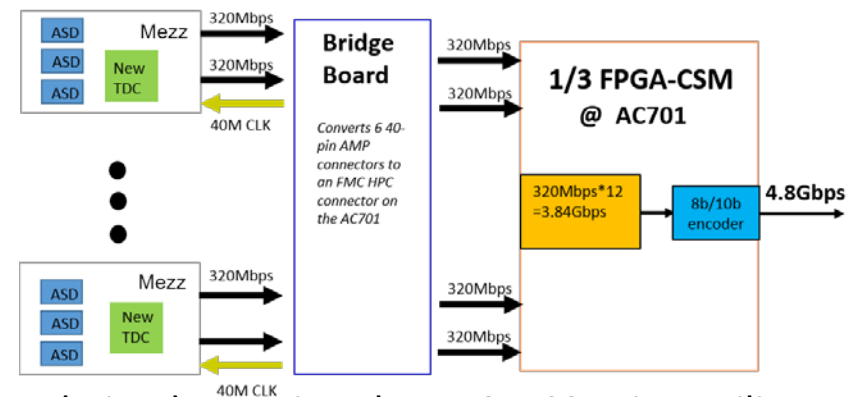 320Mbps
Mezz
ASD
ASD
ASD
New
TDC
320Mbps
40M CLK
Bridge
Board
Converts 6 40-
pin AMP
connectors to
an FMC HPC
connector on
the AC701
320Mbps
320Mbps
1/3 FPGA-CSM
@ AC701
320Mbps*12
=3.84Gbps
8b/10b
encoder
4.8Gbps
Mezz
ASD
ASD
ASD
New
TDC
320Mbps
40M CLK
320Mbps
320Mbps